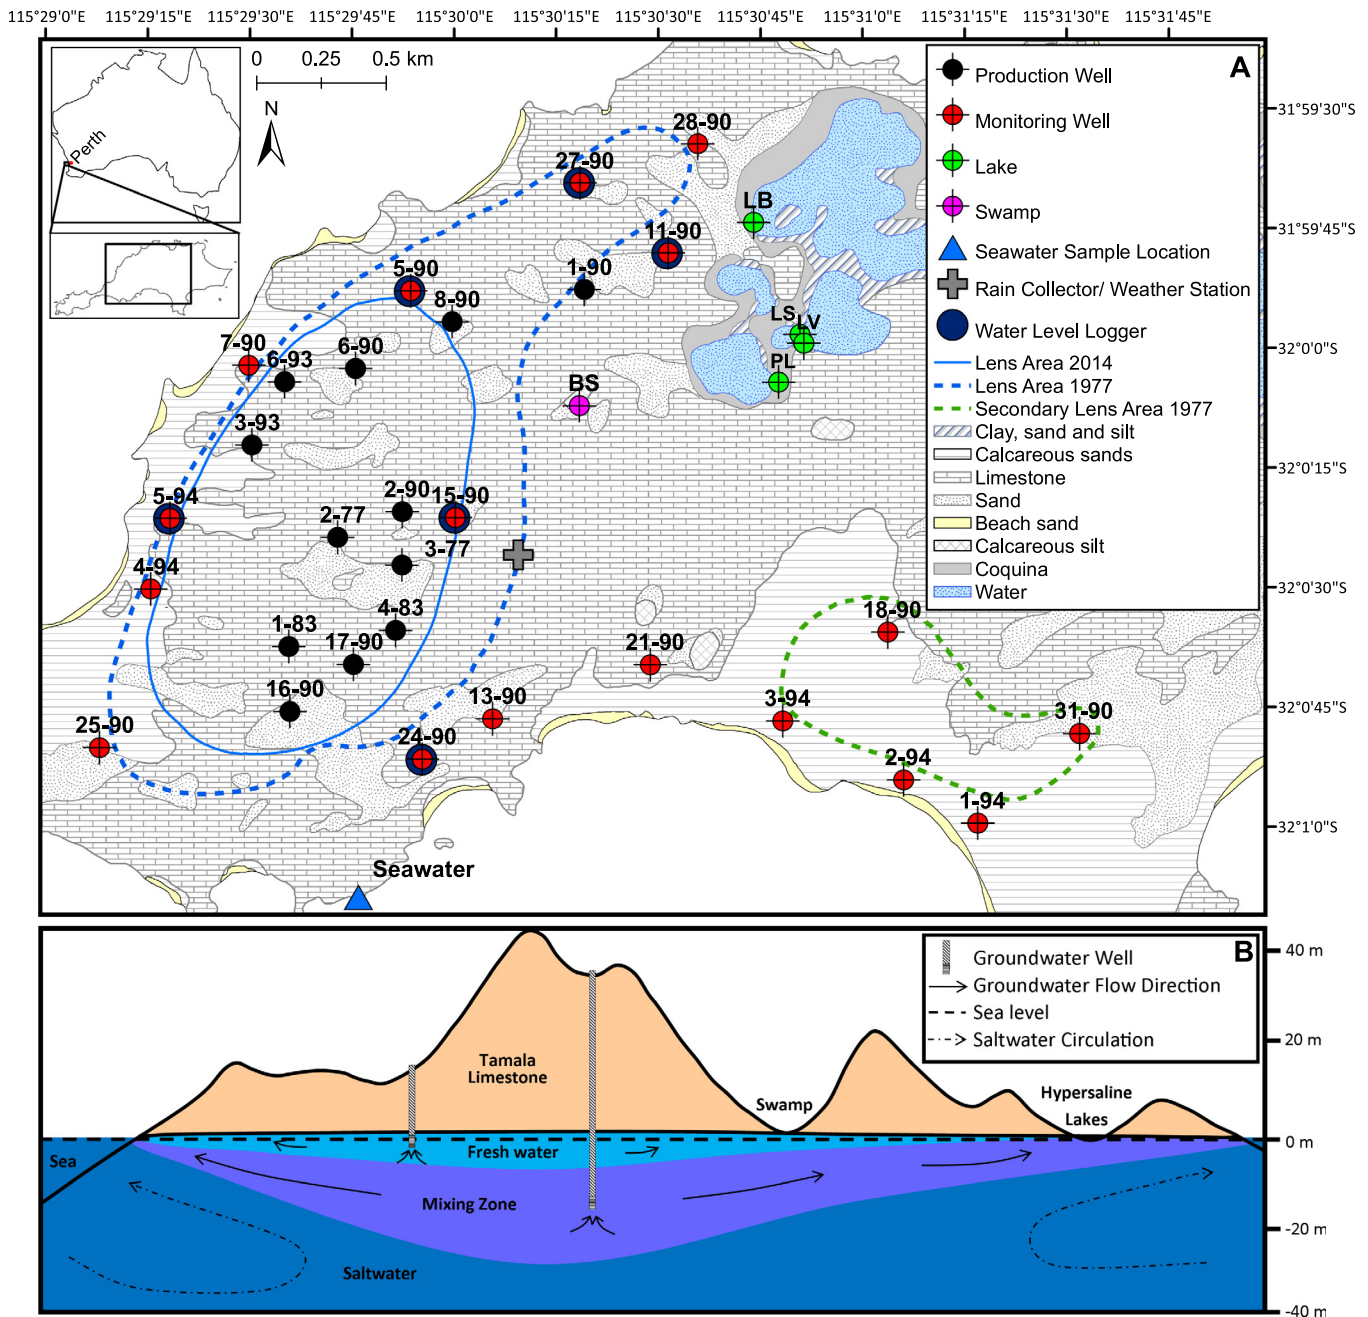 115°29'0"E 115°29'15"E 115°29'30"E 115°29'45"E 115°30'0"E 115°30'15"E 115°30'30"E 115°30'45"E 115°31'0"E 115°31'15"E 115°31'30"E 115°31'45"E
0 0.25 0.5 km
N
Perth
A
Production Well
Monitoring Well
Lake
Swamp
Seawater Sample Location
Rain Collector/ Weather Station
Water Level Logger
Lens Area 2014
Lens Area 1977
Secondary Lens Area 1977
Clay, sand and silt
Calcareous sands
Limestone
Sand
Beach sand
Calcareous silt
Coquina
Water
31°59'30"S
31°59'45"S
32°0'0"S
32°0'15"S
32°0'30"S
32°0'45"S
32°1'0"S
28-90
27-90
LB
11-90
5-90
1-90
8-90
LS
LV
7-90
6-93
6-90
PL
BS
3-93
5-94
2-90
15-90
2-77
3-77
4-94
4-83
1-83
17-90
18-90
21-90
16-90
13-90
3-94
31-90
25-90
24-90
2-94
1-94
Seawater
B
Groundwater Well
Groundwater Flow Direction
Sea level
Saltwater Circulation
40 m
20 m
0 m
-20 m
-40 m
Tamala
Limestone
Swamp
Hypersaline
Lakes
Sea
Fresh water
Mixing Zone
Saltwater